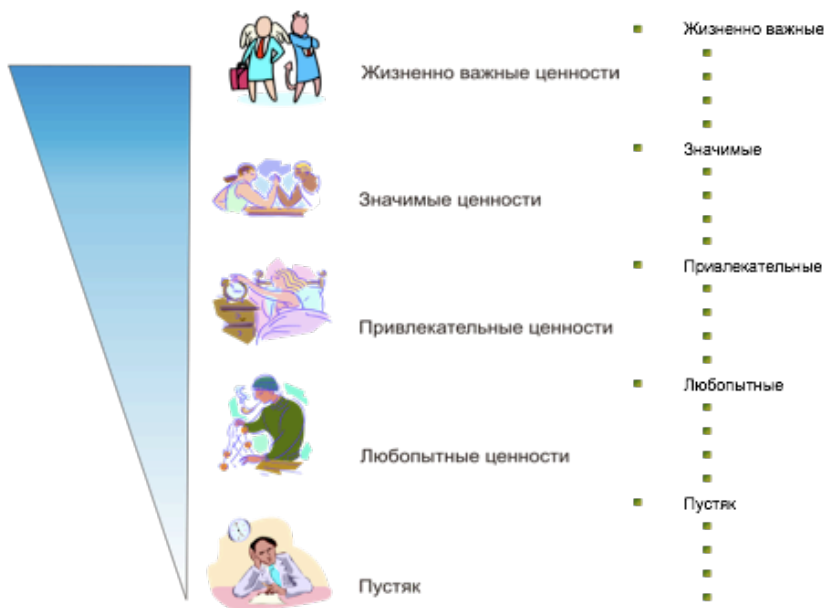 Жизненно важные ценности
Значимые ценности
Привлекательные ценности
Любопытные ценности
Пустяк
Жизненно важные
Значимые
Привлекательные
Любопытные
Пустяк